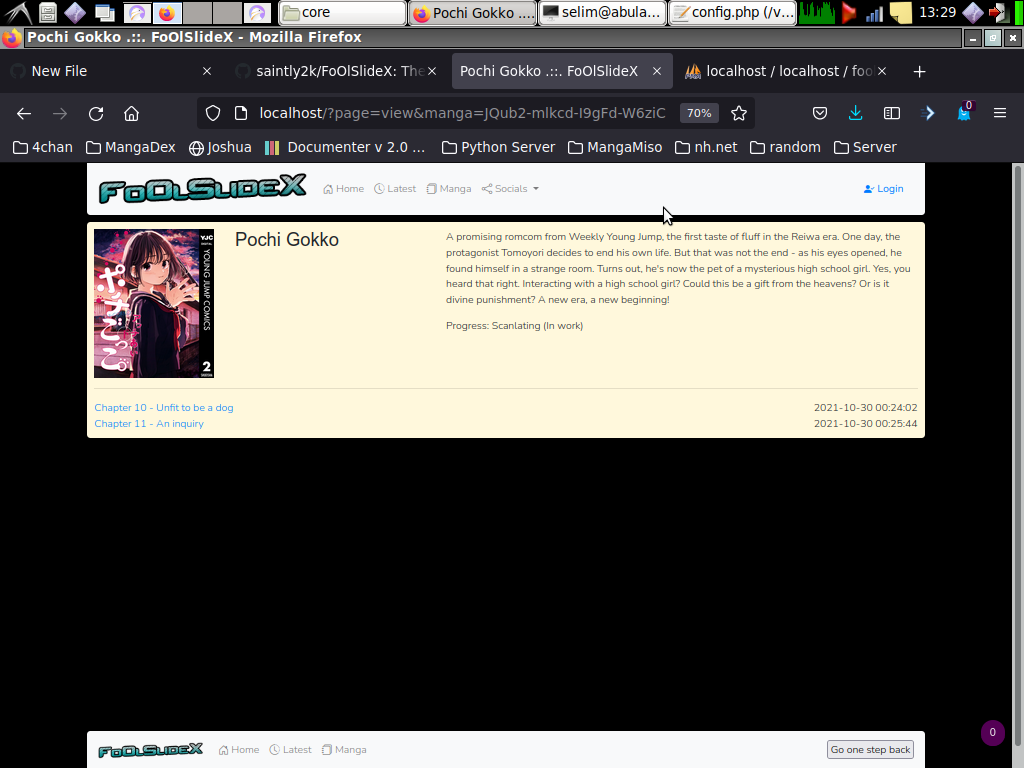 core
Pochi Gokko ....
selim@abula...
config.php (/v...
13:29
Pochi Gokko .::. FoOlSlideX - Mozilla Firefox
New File
saintly2k/FoOlSlideX: The
Pochi Gokko .::. FoOlSlideX
localhost / localhost / foo
localhost/?page=view&manga=JQub2-mlkcd-I9gFd-W6ziC
70%
0
4chan
MangaDex
Joshua
Documenter v 2.0 ...
Python Server
MangaMiso
nh.net
random
Server
FoOlSlideX
Home
Latest
Manga
Socials
Login
YJC
YOUNG JUMP COMICS
ポチごっこ。
2
Pochi Gokko
A promising romcom from Weekly Young Jump, the first taste of fluff in the Reiwa era. One day, the
protagonist Tomoyori decides to end his own life. But that was not the end - as his eyes opened, he
found himself in a strange room. Turns out, he's now the pet of a mysterious high school girl. Yes, you
heard that right. Interacting with a high school girl? Could this be a gift from the heavens? Or is it
divine punishment? A new era, a new beginning!
Progress: Scanlating (In work)
Chapter 10 - Unfit to be a dog
2021-10-30 00:24:02
Chapter 11 - An inquiry
2021-10-30 00:25:44
0
FoOlSlideX
Home
Latest
Manga
Go one step back